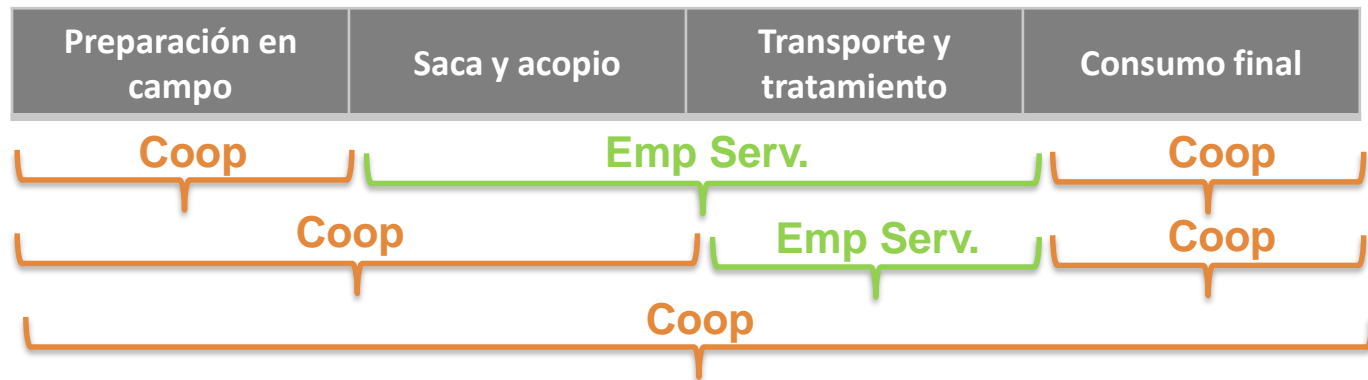 Preparación en
campo
Saca y acopio
Transporte y
tratamiento
Consumo final
Coop
Emp Serv.
Coop
Coop
Emp Serv.
Coop
Coop